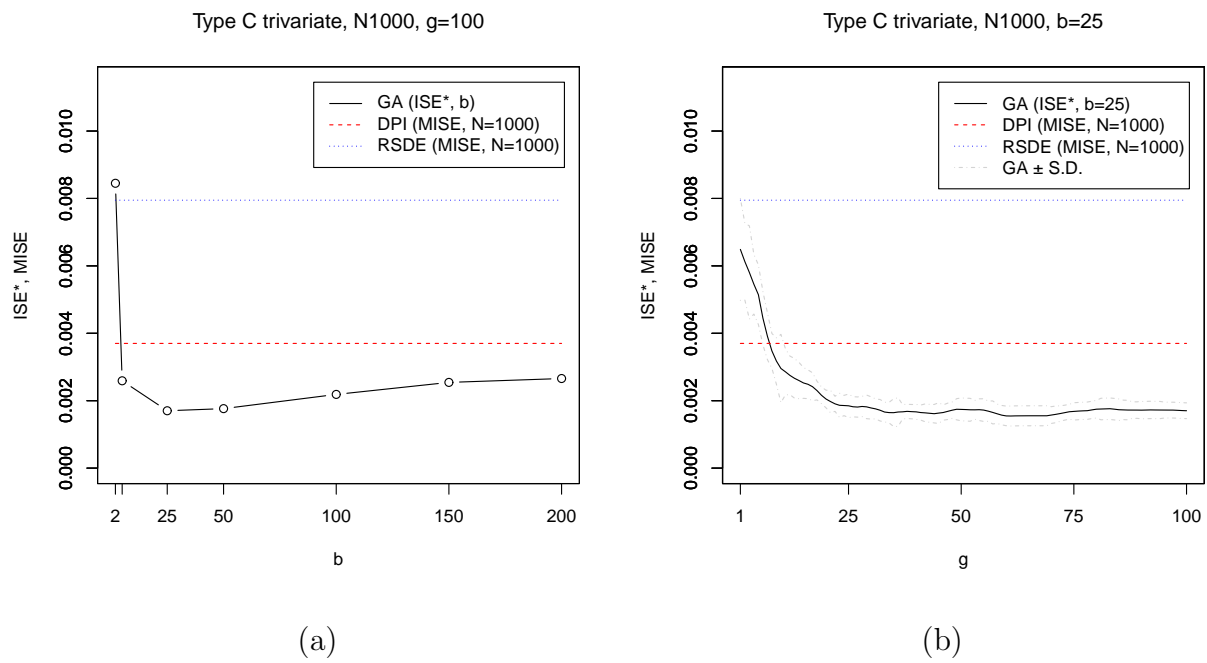 Type C trivariate, N1000, g=100
GA (ISE*, b)
DPI (MISE, N=1000)
RSDE (MISE, N=1000)
ISE*, MISE
0.010
0.008
0.006
0.004
0.002
0.000
2
25
50
100
150
200
b
(a)
Type C trivariate, N1000, b=25
GA (ISE*, b=25)
DPI (MISE, N=1000)
RSDE (MISE, N=1000)
GA ± S.D.
ISE*, MISE
0.010
0.008
0.006
0.004
0.002
0.000
1
25
50
75
100
g
(b)